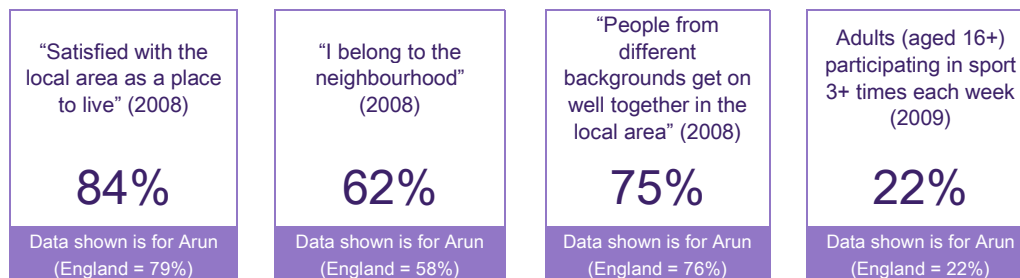 “Satisfied with the
local area as a place
to live” (2008)
84%
Data shown is for Arun
(England = 79%)
“I belong to the
neighbourhood”
(2008)
62%
Data shown is for Arun
(England = 58%)
“People from
different
backgrounds get on
well together in the
local area” (2008)
75%
Data shown is for Arun
(England = 76%)
Adults (aged 16+)
participating in sport
3+ times each week
(2009)
22%
Data shown is for Arun
(England = 22%)